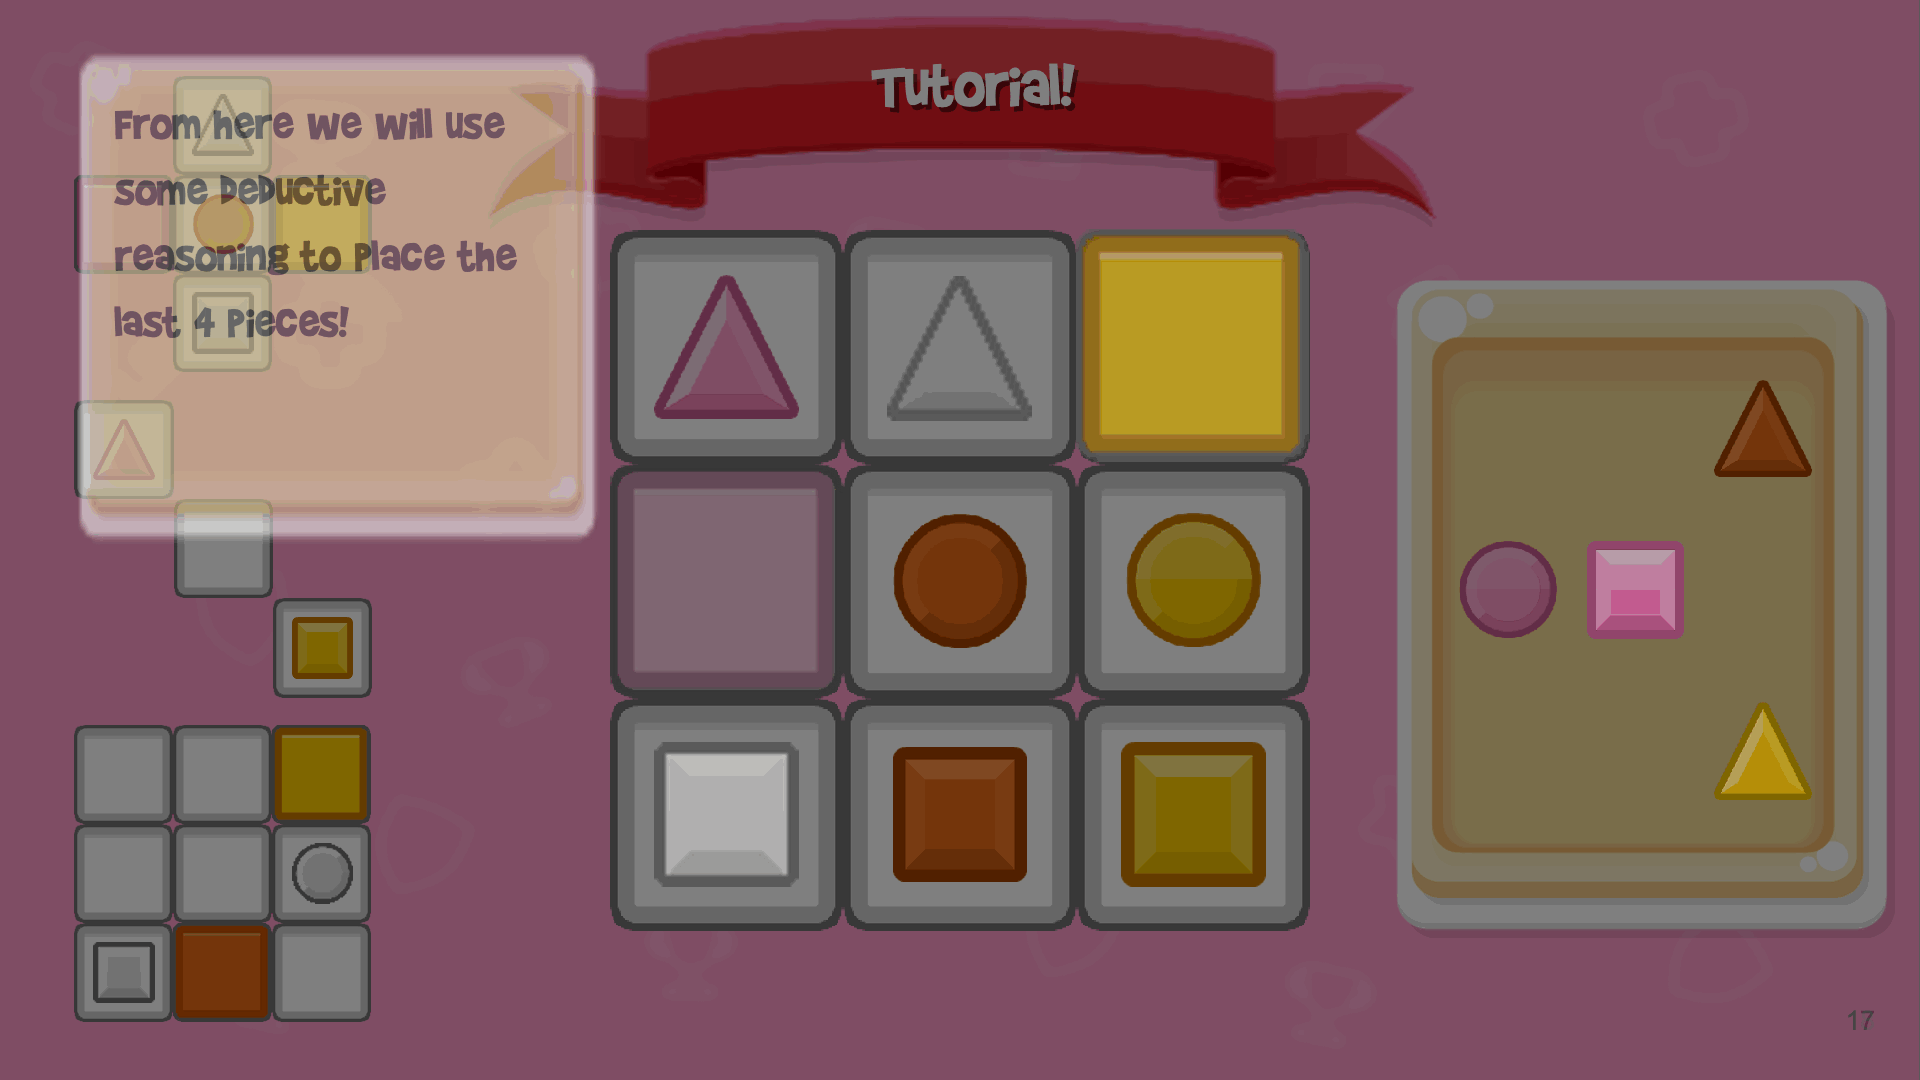 Tutorial!
From here we will use
some deductive
reasoning to place the
last 4 pieces!
17